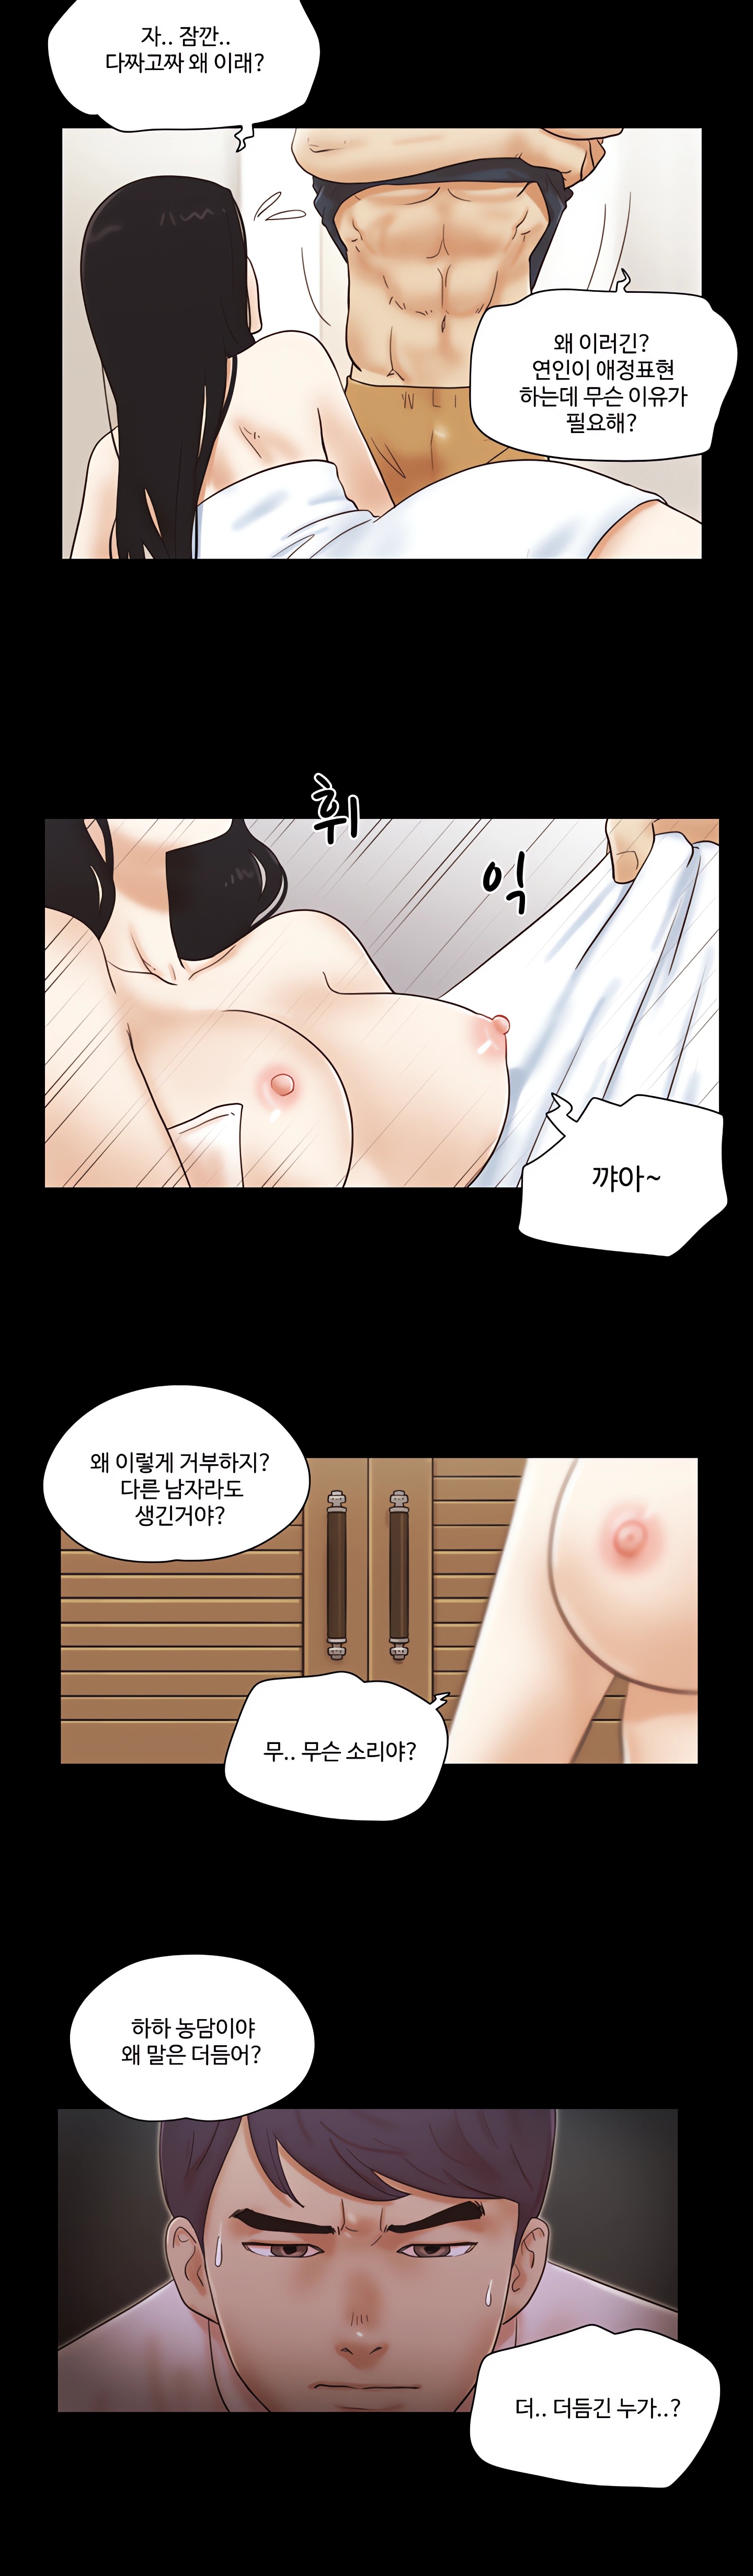 자.. 잠깐..
다짜고짜 왜 이래?
왜 이러긴?
연인이 애정표현
하는데 무슨 이유가
필요해?
휘
익
꺄아~
왜 이렇게 거부하지?
다른 남자라도
생긴거야?
무.. 무슨 소리야?
하하 농담이야
왜 말은 더듬어?
더.. 더듬긴 누가..?